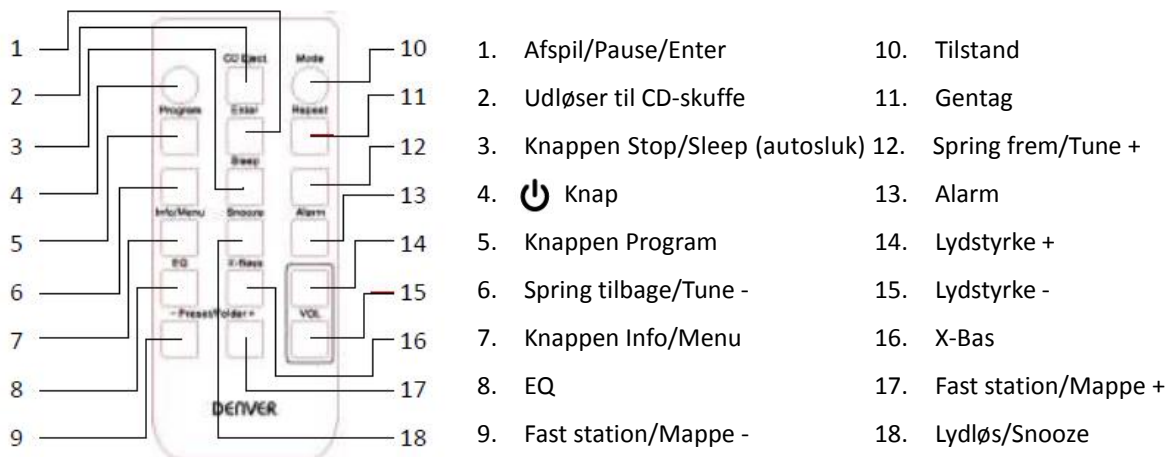 1
2
3
4
5
6
7
8
9
CD Eject
Mode
Program
Enter
Repeat
Sleep
Info/Menu
Snooze
Alarm
EQ
X-Bass
- Preset/Folder +
VOL
DENVER
10
11
12
13
14
15
16
17
18
1. Afspil/Pause/Enter
2. Udløser til CD-skuffe
3. Knappen Stop/Sleep (autosluk)
4. Knap
5. Knappen Program
6. Spring tilbage/Tune -
7. Knappen Info/Menu
8. EQ
9. Fast station/Mappe -
10. Tilstand
11. Gentag
12. Spring frem/Tune +
13. Alarm
14. Lydstyrke +
15. Lydstyrke -
16. X-Bas
17. Fast station/Mappe +
18. Lydløs/Snooze